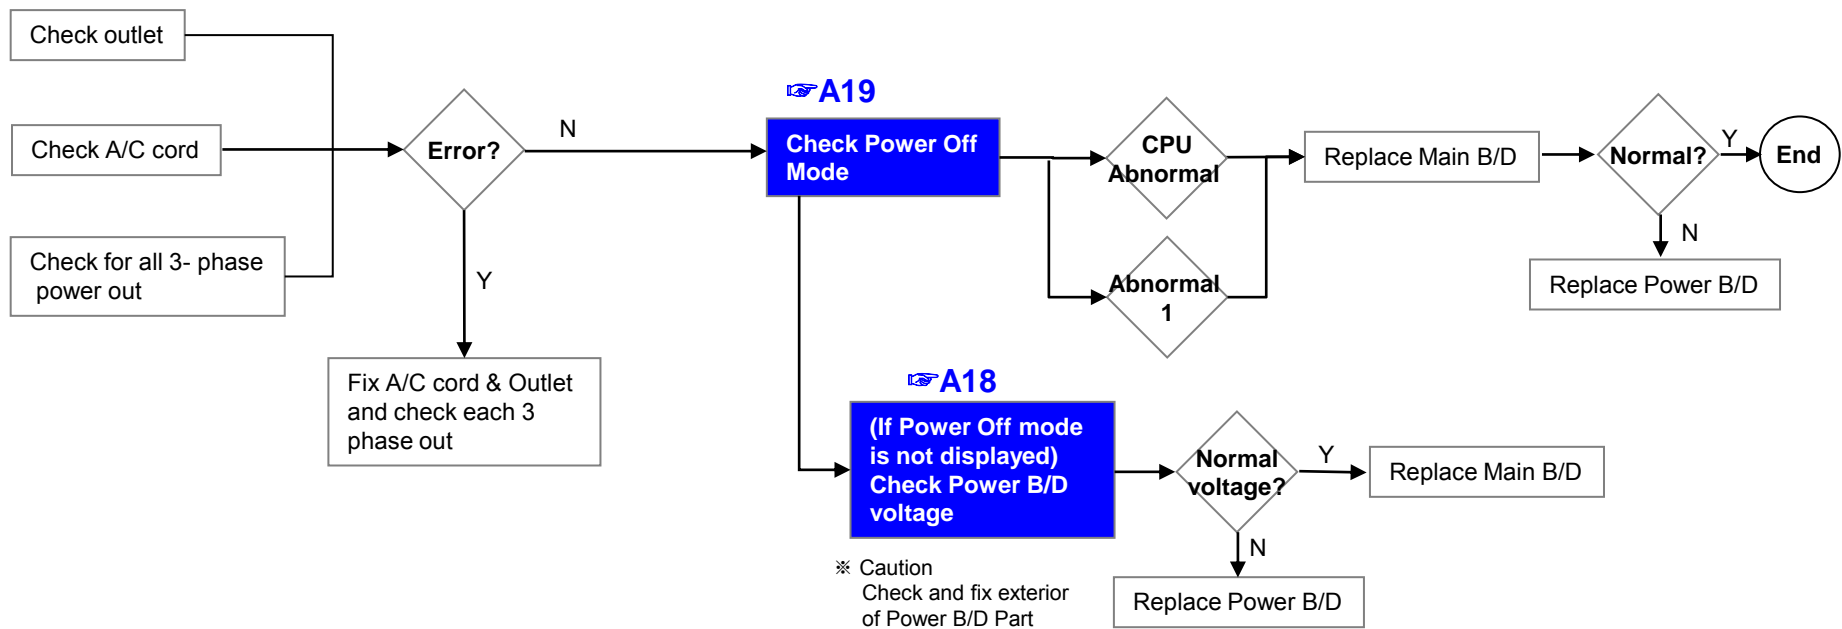 Check outlet
Check A/C cord
Check for all 3- phase
power out
Error?
N
Y
Fix A/C cord & Outlet
and check each 3
phase out
☞A19
Check Power Off
Mode
CPU
Abnormal
Abnormal
1
Replace Main B/D
Normal?
Y
End
N
Replace Power B/D
☞A18
(If Power Off mode
is not displayed)
Check Power B/D
voltage
※ Caution
Check and fix exterior
of Power B/D Part
Normal
voltage?
Y
Replace Main B/D
N
Replace Power B/D